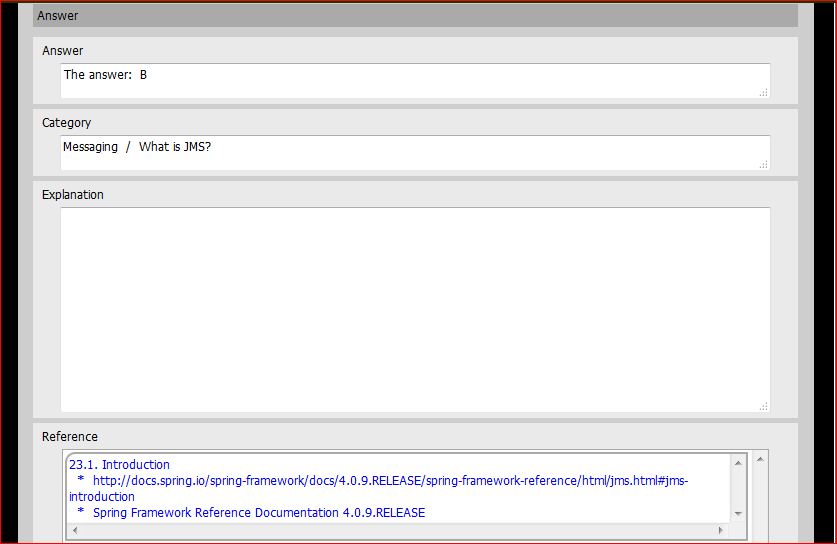 Answer
Answer
The answer:  B
Category
Messaging  /  What is JMS?
Explanation
Reference
23.1. Introduction
*  http://docs.spring.io/spring-framework/docs/4.0.9.RELEASE/spring-framework-reference/html/jms.html#jms-
introduction
*  Spring Framework Reference Documentation 4.0.9.RELEASE